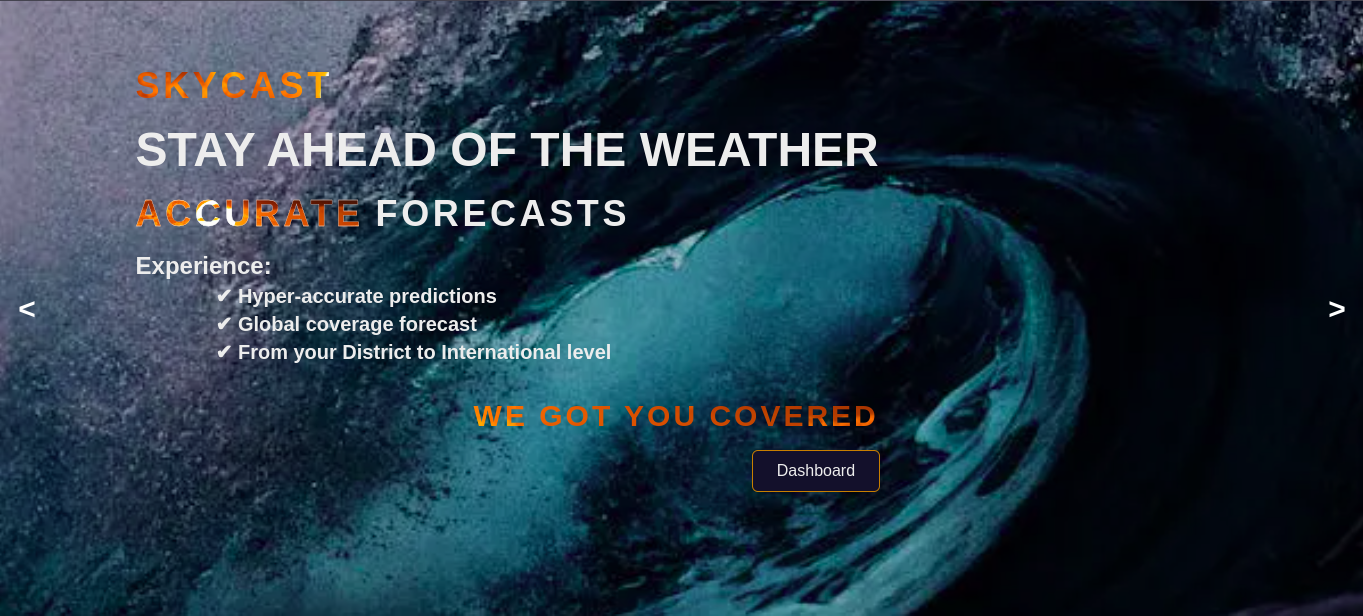 SKYCAST
STAY AHEAD OF THE WEATHER
ACCURATE FORECASTS
Experience:
✔ Hyper-accurate predictions
✔ Global coverage forecast
✔ From your District to International level
< >
WE GOT YOU COVERED
Dashboard